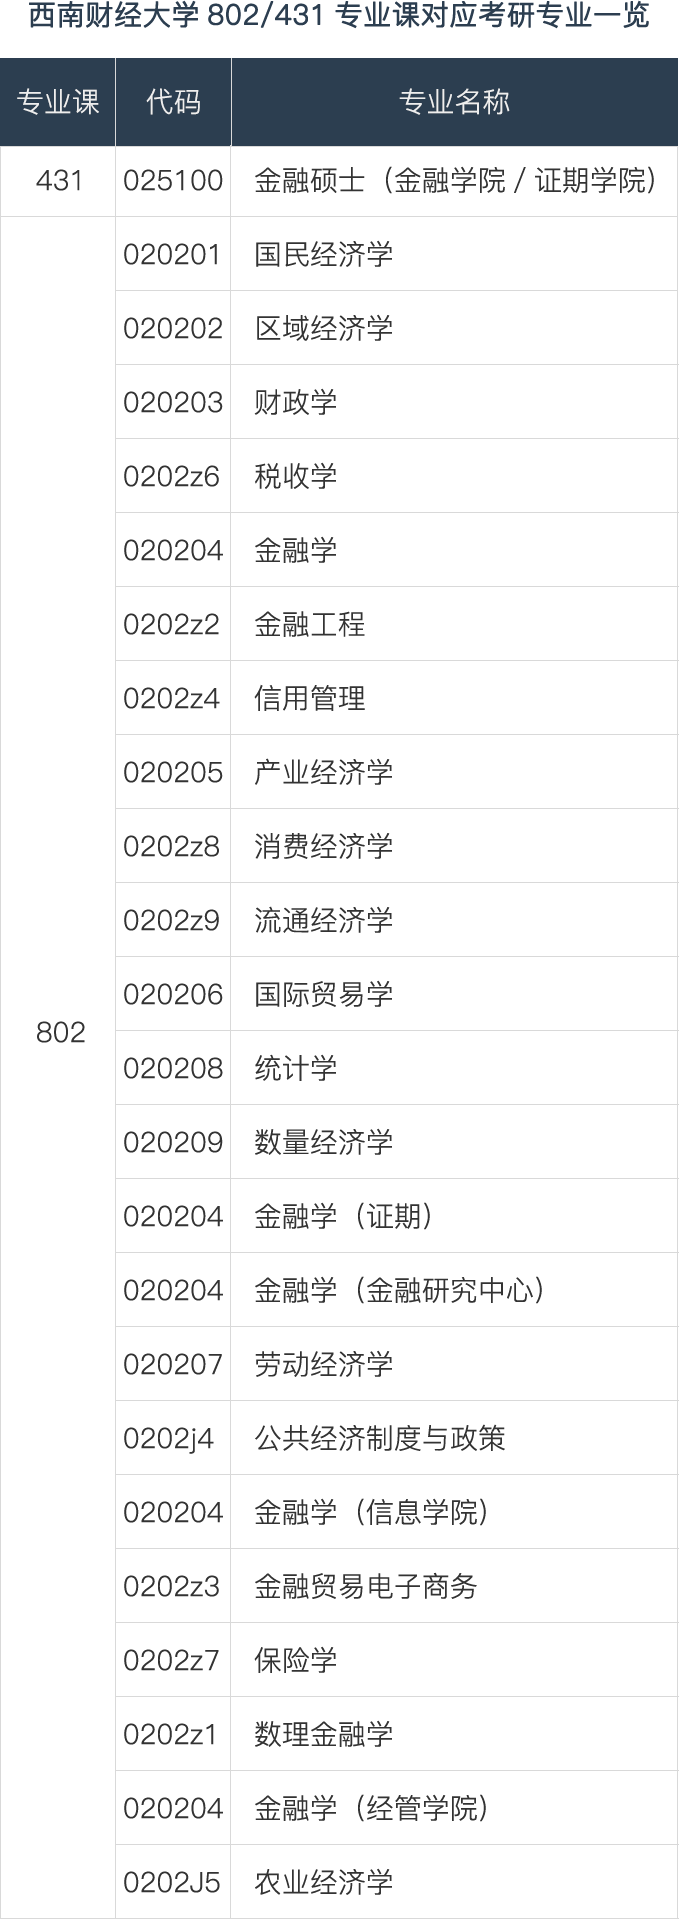 西南财经大学 802/431 专业课对应考研专业一览
专业课 代码 专业名称
431 025100 金融硕士（金融学院 / 证期学院）
020201 国民经济学
020202 区域经济学
020203 财政学
0202z6 税收学
020204 金融学
0202z2 金融工程
0202z4 信用管理
020205 产业经济学
0202z8 消费经济学
0202z9 流通经济学
020206 国际贸易学
802
020208 统计学
020209 数量经济学
020204 金融学（证期）
020204 金融学（金融研究中心）
020207 劳动经济学
0202j4 公共经济制度与政策
020204 金融学（信息学院）
0202z3 金融贸易电子商务
0202z7 保险学
0202z1 数理金融学
020204 金融学（经管学院）
0202J5 农业经济学